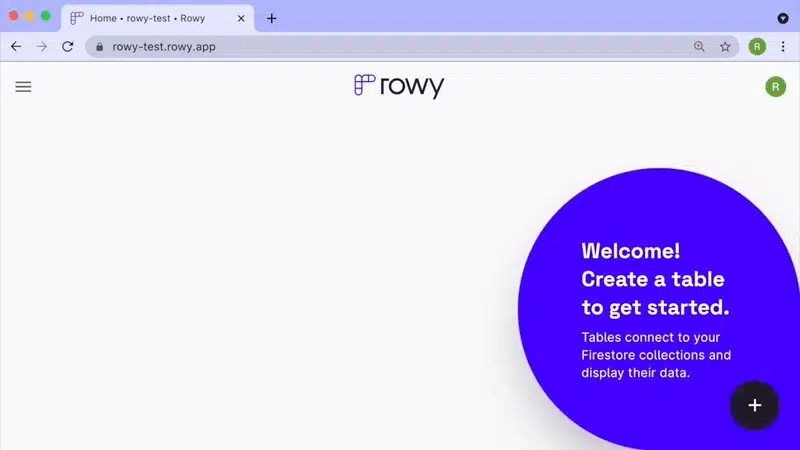 Home • rowy-test • Rowy
rowy-test.rowy.app
R
rowy
R
Welcome!
Create a table
to get started.
Tables connect to your
Firestore collections and
display their data.